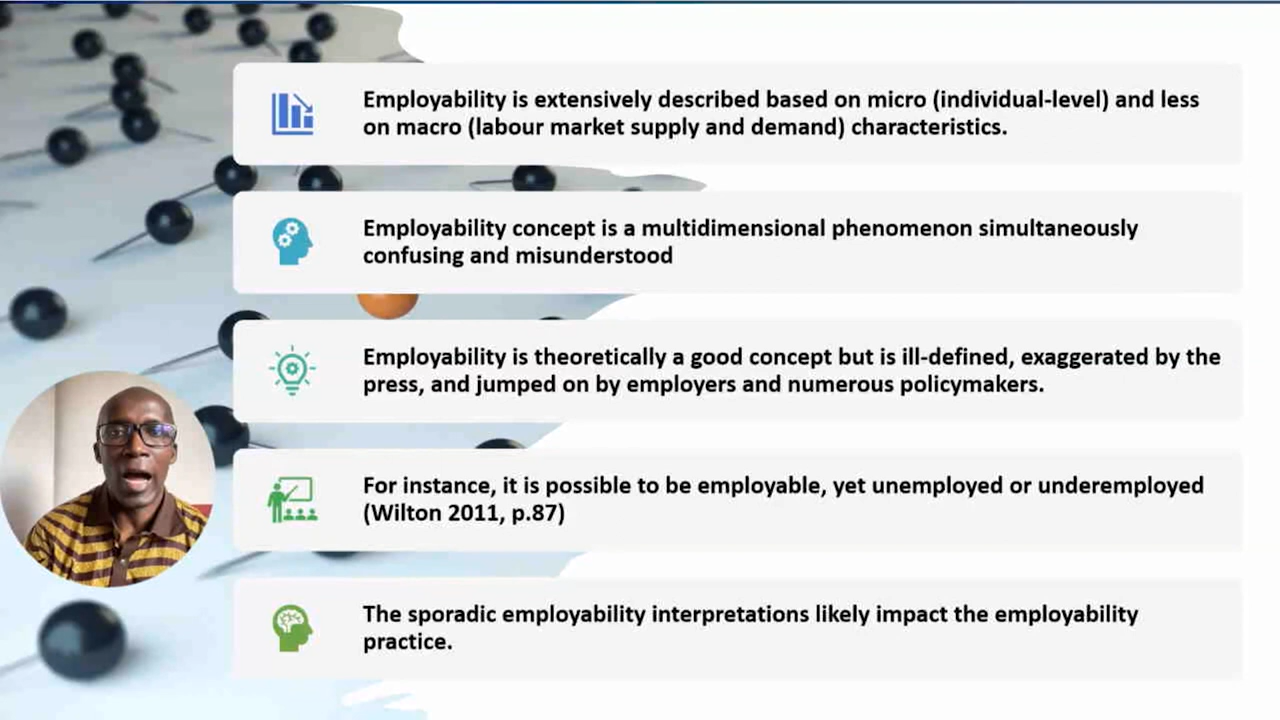 Employability is extensively described based on micro (individual-level) and less
on macro (labour market supply and demand) characteristics.
Employability concept is a multidimensional phenomenon simultaneously
confusing and misunderstood
Employability is theoretically a good concept but is ill-defined, exaggerated by the
press, and jumped on by employers and numerous policymakers.
For instance, it is possible to be employable, yet unemployed or underemployed
(Wilton 2011, p.87)
The sporadic employability interpretations likely impact the employability
practice.